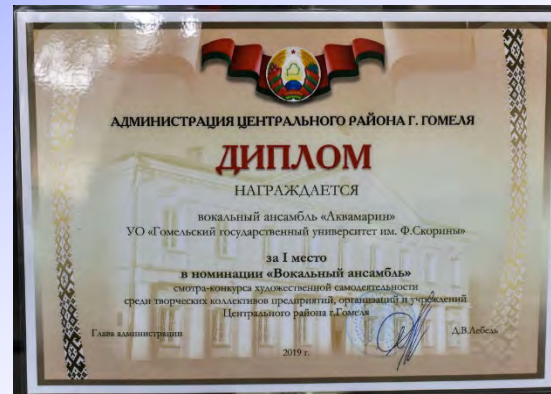 АДМИНИСТРАЦИЯ ЦЕНТРАЛЬНОГО РАЙОНА Г. ГОМЕЛЯ
ДИПЛОМ
НАГРАЖДАЕТСЯ
вокальный ансамбль «Аквамарин»
УО «Гомельский государственный университет им. Ф.Скорины»
за I место
в номинации «Вокальный ансамбль»
смотра-конкурса художественной самодеятельности
среди творческих коллективов предприятий, организаций и учреждений
Центрального района г.Гомеля
Глава администрации
Д.В.Лебедь
2019 г.